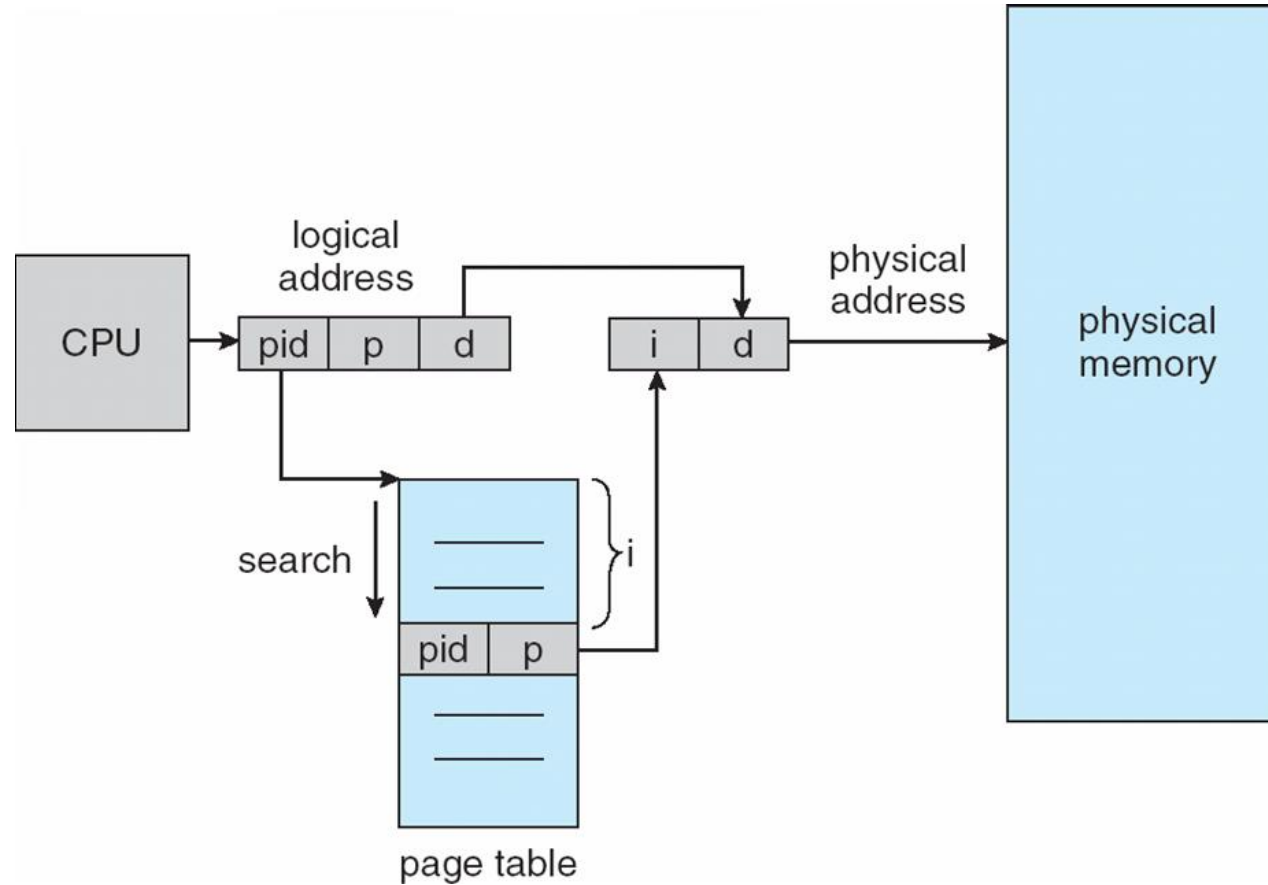 logical
address
physical
address
CPU
pid p d
i d
physical
memory
search
i
pid p
page table